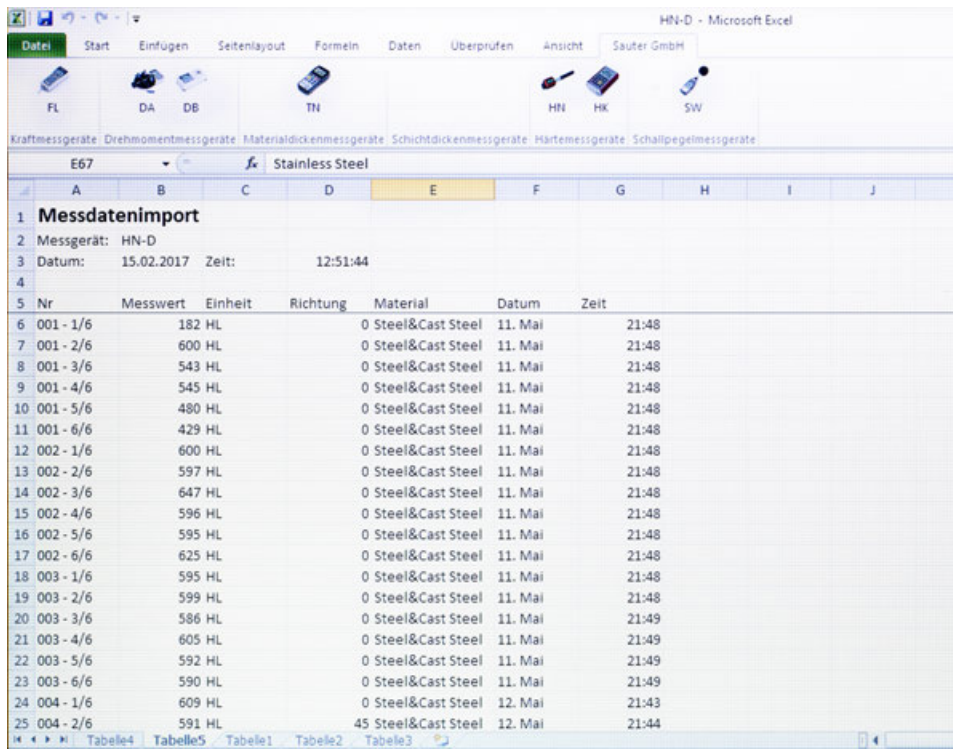 HN-D - Microsoft Excel
Datei Start Einfügen Seitenlayout Formeln Daten Überprüfen Ansicht Sauter GmbH
FL DA DB TN HN HK SW
Kraftmessgeräte Drehmomentmessgeräte Materialdickenmessgeräte Schichtdickenmessgeräte Härtemessgeräte Schallpegelmessgeräte
E67 fx Stainless Steel
A B C D E F G H I J
1 Messdatenimport
2 Messgerät: HN-D
3 Datum: 15.02.2017 Zeit: 12:51:44
4
5 Nr Messwert Einheit Richtung Material Datum Zeit
6 001 - 1/6 182 HL 0 Steel&Cast Steel 11. Mai 21:48
7 001 - 2/6 600 HL 0 Steel&Cast Steel 11. Mai 21:48
8 001 - 3/6 543 HL 0 Steel&Cast Steel 11. Mai 21:48
9 001 - 4/6 545 HL 0 Steel&Cast Steel 11. Mai 21:48
10 001 - 5/6 480 HL 0 Steel&Cast Steel 11. Mai 21:48
11 001 - 6/6 429 HL 0 Steel&Cast Steel 11. Mai 21:48
12 002 - 1/6 600 HL 0 Steel&Cast Steel 11. Mai 21:48
13 002 - 2/6 597 HL 0 Steel&Cast Steel 11. Mai 21:48
14 002 - 3/6 647 HL 0 Steel&Cast Steel 11. Mai 21:48
15 002 - 4/6 596 HL 0 Steel&Cast Steel 11. Mai 21:48
16 002 - 5/6 595 HL 0 Steel&Cast Steel 11. Mai 21:48
17 002 - 6/6 625 HL 0 Steel&Cast Steel 11. Mai 21:48
18 003 - 1/6 595 HL 0 Steel&Cast Steel 11. Mai 21:48
19 003 - 2/6 599 HL 0 Steel&Cast Steel 11. Mai 21:48
20 003 - 3/6 586 HL 0 Steel&Cast Steel 11. Mai 21:49
21 003 - 4/6 605 HL 0 Steel&Cast Steel 11. Mai 21:49
22 003 - 5/6 592 HL 0 Steel&Cast Steel 11. Mai 21:49
23 003 - 6/6 590 HL 0 Steel&Cast Steel 11. Mai 21:49
24 004 - 1/6 609 HL 0 Steel&Cast Steel 12. Mai 21:43
25 004 - 2/6 591 HL 45 Steel&Cast Steel 12. Mai 21:44
Tabelle4 Tabelle5 Tabelle1 Tabelle2 Tabelle3